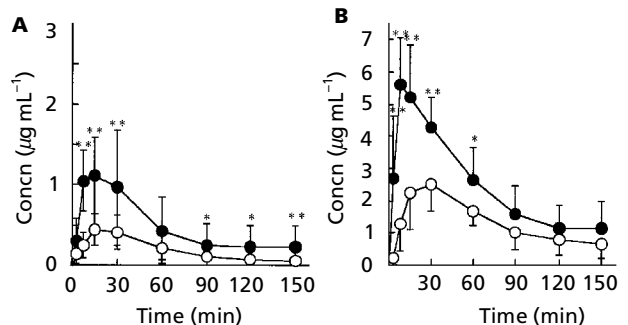 A
3
2
1
0
Concn (µg mL⁻¹)
** ** ** * * **
0 30 60 90 120 150
Time (min)
B
7
6
5
4
3
2
1
0
Concn (µg mL⁻¹)
** ** ** ** *
0 30 60 90 120 150
Time (min)